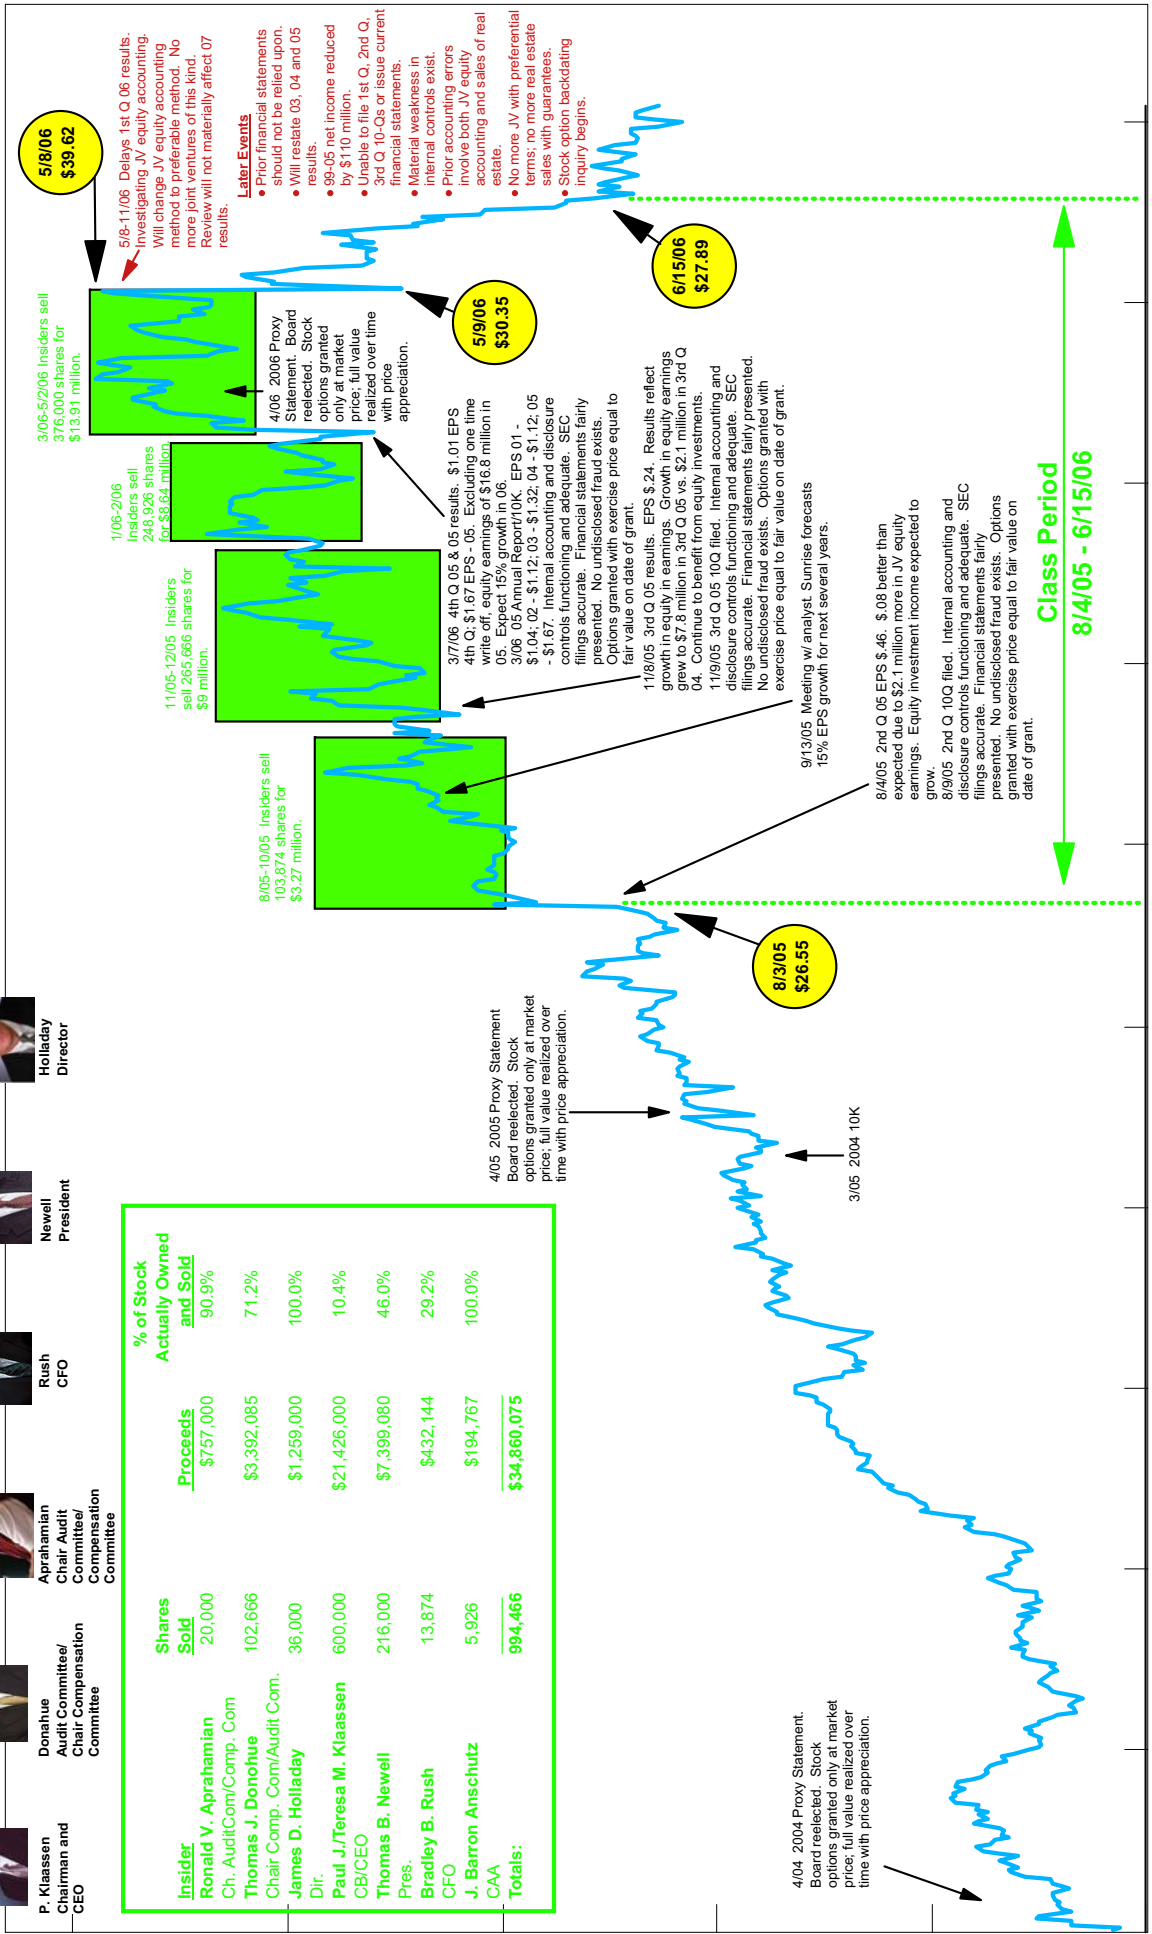 P. Klaassen
Chairman and
CEO
Donahue
Audit Committee/
Chair Compensation
Committee
Aprahamian
Chair Audit
Committee/
Compensation
Committee
Rush
CFO
Newell
President
Holladay
Director
Insider
Shares
Sold
Proceeds
% of Stock
Actually Owned
and Sold
Ronald V. Aprahamian 20,000 $757,000 90.9%
Ch. AuditCom/Comp. Com
Thomas J. Donohue 102,666 $3,392,085 71.2%
Chair Comp. Com/Audit Com.
James D. Holladay 36,000 $1,259,000 100.0%
Dir.
Paul J./Teresa M. Klaassen 600,000 $21,426,000 10.4%
CB/CEO
Thomas B. Newell 216,000 $7,399,080 46.0%
Pres.
Bradley B. Rush 13,874 $432,144 29.2%
CFO
J. Barron Anschutz 5,926 $194,767 100.0%
CAA
Totals: 994,466 $34,860,075
4/04 2004 Proxy Statement.
Board reelected. Stock
options granted only at market
price; full value realized over
time with price appreciation.
3/05 2004 10K
4/05 2005 Proxy Statement
Board reelected. Stock
options granted only at market
price; full value realized over
time with price appreciation.
8/3/05
$26.55
8/4/05 2nd Q 05 EPS $.46. $.08 better than
expected due to $2.1 million more in JV equity
earnings. Equity investment income expected to
grow.
8/9/05 2nd Q 10Q filed. Internal accounting and
disclosure controls functioning and adequate. SEC
filings accurate. Financial statements fairly
presented. No undisclosed fraud exists. Options
granted with exercise price equal to fair value on
date of grant.
8/05-10/05 Insiders sell
103,874 shares for
$3.27 million.
9/13/05 Meeting w/ analyst. Sunrise forecasts
15% EPS growth for next several years.
11/8/05 3rd Q 05 results. EPS $.24. Results reflect
growth in equity in earnings. Growth in equity earnings
grew to $7.8 million in 3rd Q 05 vs. $2.1 million in 3rd Q
04. Continue to benefit from equity investments.
11/9/05 3rd Q 05 10Q filed. Internal accounting and
disclosure controls functioning and adequate. SEC
filings accurate. Financial statements fairly presented.
No undisclosed fraud exists. Options granted with
exercise price equal to fair value on date of grant.
11/05-12/05 Insiders
sell 265,666 shares for
$9 million.
3/7/06 4th Q 05 & 05 results. $1.01 EPS
4th Q; $1.67 EPS - 05. Excluding one time
write off, equity earnings of $16.8 million in
05. Expect 15% growth in 06.
3/06 05 Annual Report/10K. EPS 01 -
$1.04; 02 - $1.12; 03 - $1.32; 04 - $1.12; 05
- $1.67. Internal accounting and disclosure
controls functioning and adequate. SEC
filings accurate. Financial statements fairly
presented. No undisclosed fraud exists.
Options granted with exercise price equal to
fair value on date of grant.
1/06-2/06
Insiders sell
248,926 shares
for $8.64 million.
3/06-5/2/06 Insiders sell
376,000 shares for
$13.91 million.
4/06 2006 Proxy
Statement. Board
reelected. Stock
options granted
only at market
price; full value
realized over time
with price
appreciation.
5/8/06
$39.62
5/9/06
$30.35
6/15/06
$27.89
5/8-11/06 Delays 1st Q 06 results.
Investigating JV equity accounting.
Will change JV equity accounting
method to preferable method. No
more joint ventures of this kind.
Review will not materially affect 07
results.
Later Events
• Prior financial statements
should not be relied upon.
• Will restate 03, 04 and 05
results.
• 99-05 net income reduced
by $110 million.
• Unable to file 1st Q, 2nd Q,
3rd Q 10-Qs or issue current
financial statements.
• Material weakness in
internal controls exist.
• Prior accounting errors
involve both JV equity
accounting and sales of real
estate.
• No more JV with preferential
terms; no more real estate
sales with guarantees.
• Stock option backdating
inquiry begins.
Class Period
8/4/05 - 6/15/06